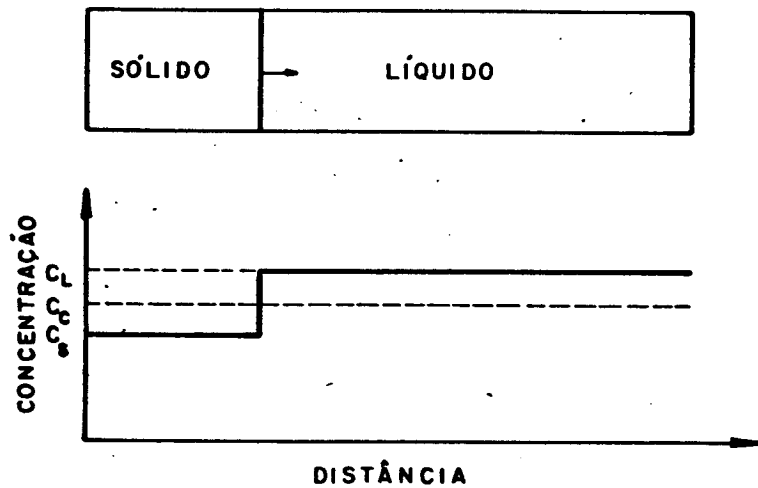 SÓLIDO
LÍQUIDO
CONCENTRAÇÃO
C_L
C_C
C_S
DISTÂNCIA